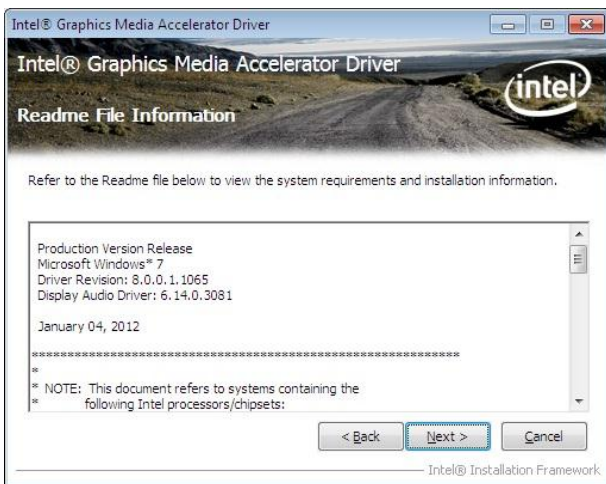 Intel® Graphics Media Accelerator Driver
Intel® Graphics Media Accelerator Driver
intel
Readme File Information
Refer to the Readme file below to view the system requirements and installation information.
Production Version Release
Microsoft Windows* 7
Driver Revision: 8.0.0.1.1065
Display Audio Driver: 6.14.0.3081
January 04, 2012
************************************************************
*
* NOTE: This document refers to systems containing the
* following Intel processors/chipsets:
< Back Next > Cancel
Intel® Installation Framework